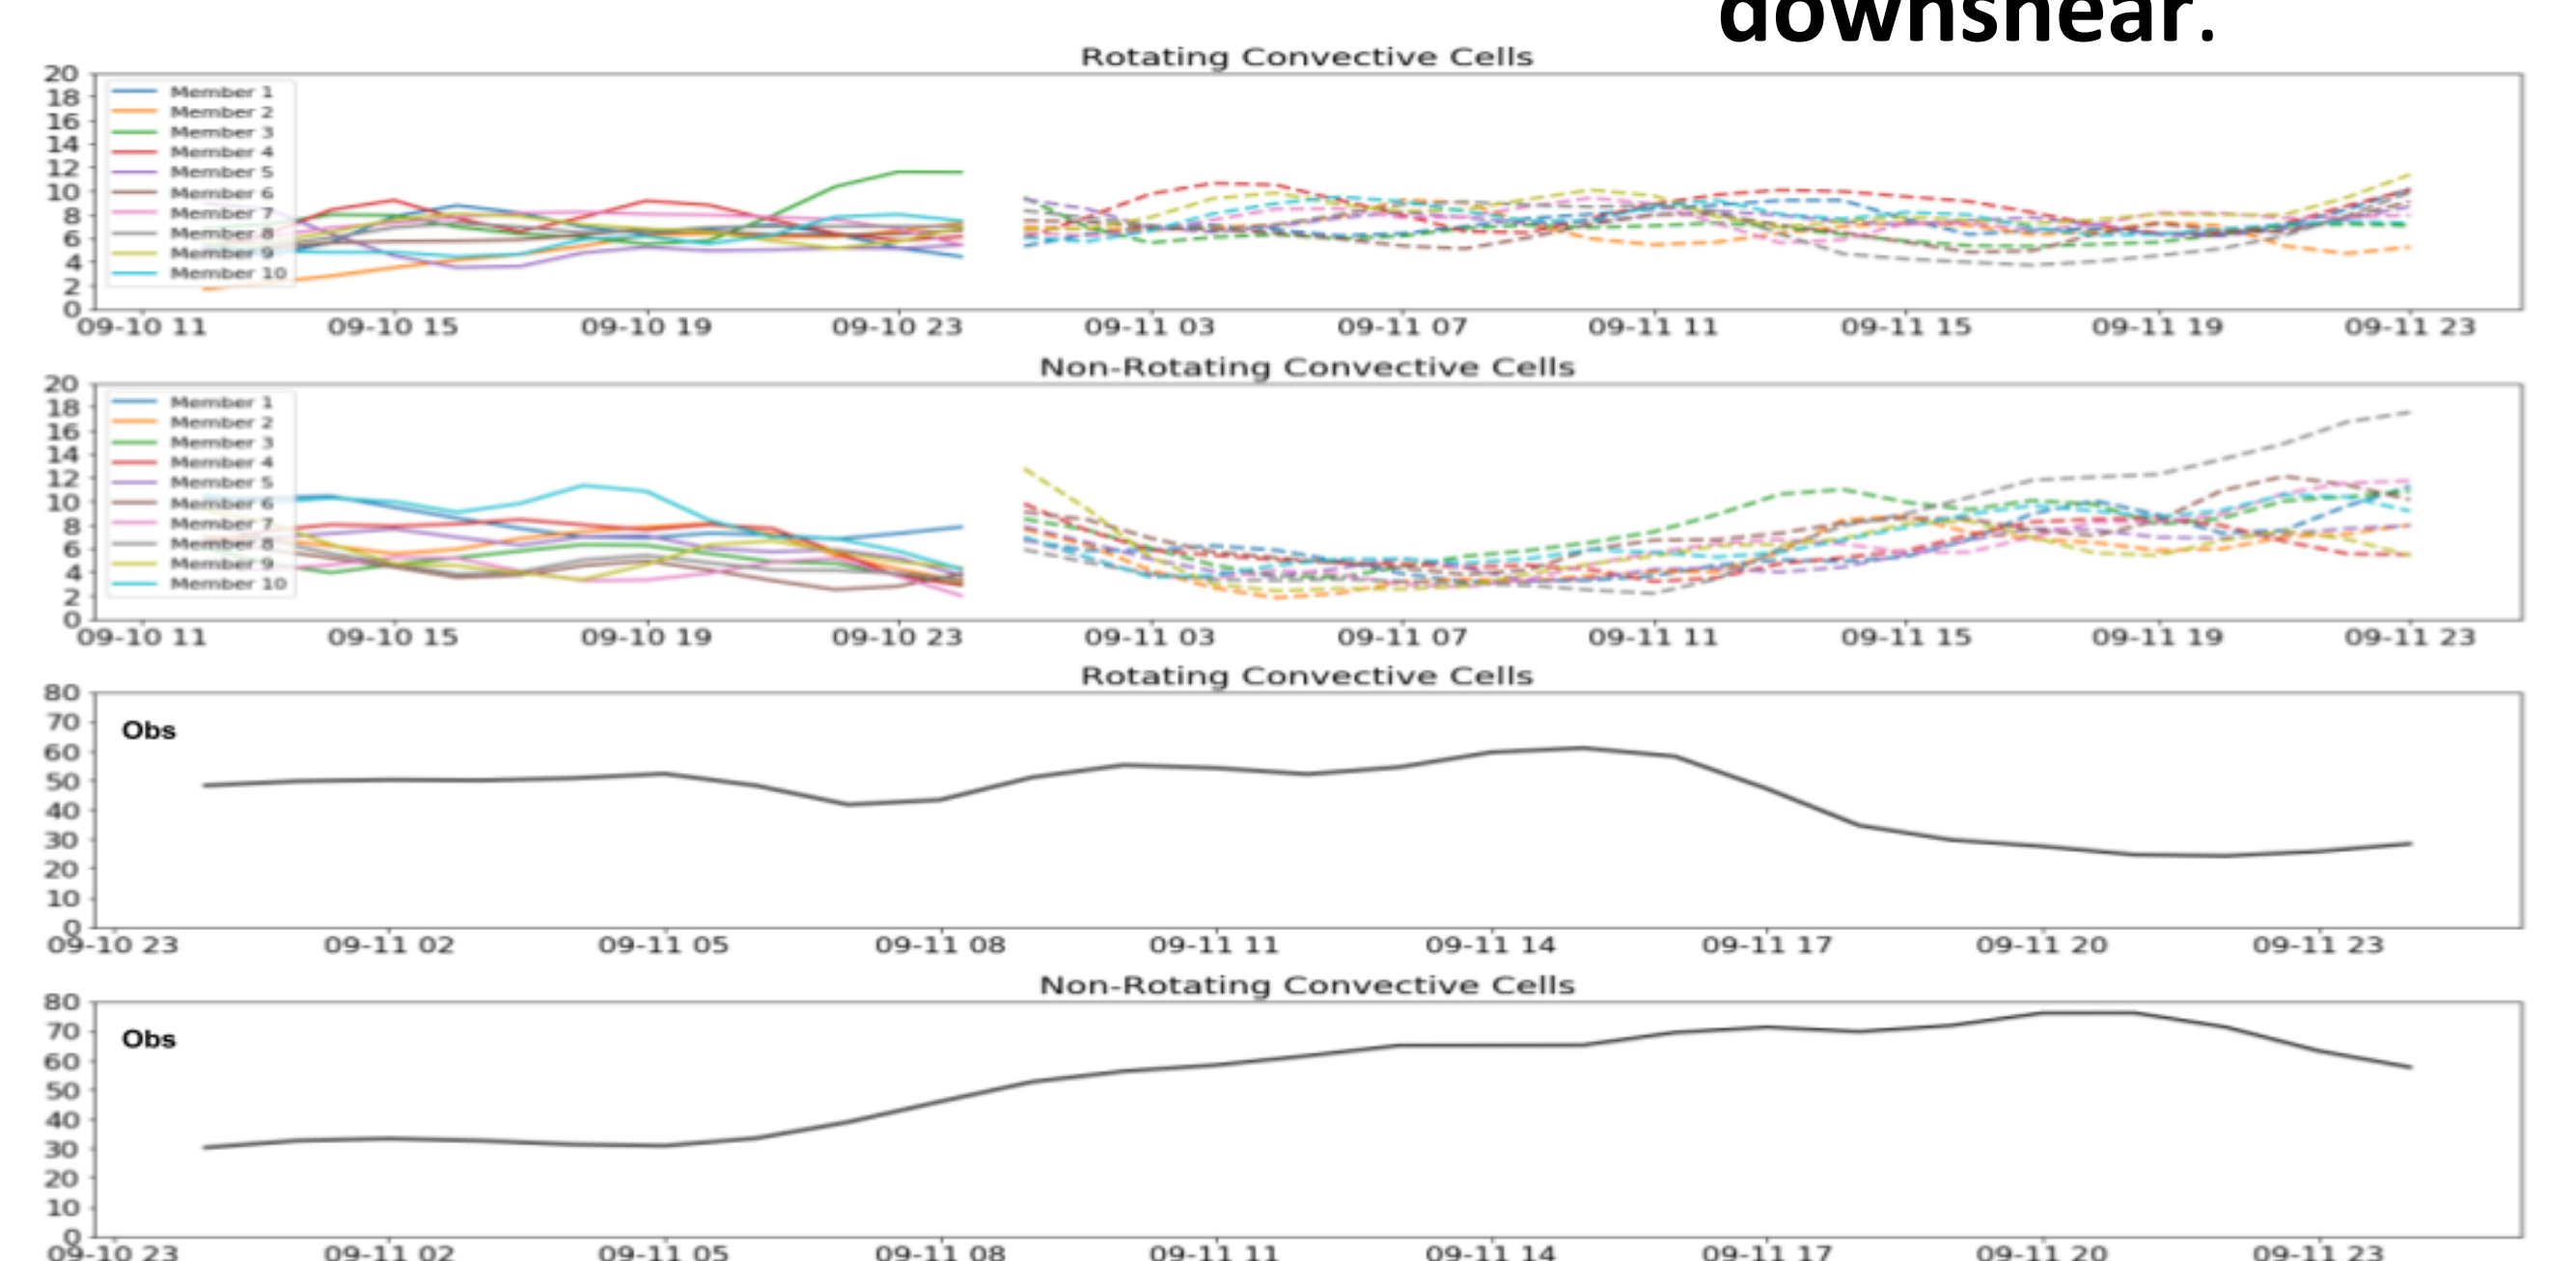 downshear.
Rotating Convective Cells
20
18
16
14
12
10
8
6
4
2
0
Member 1
Member 2
Member 3
Member 4
Member 5
Member 6
Member 7
Member 8
Member 9
Member 10
09-10 11 09-10 15 09-10 19 09-10 23 09-11 03 09-11 07 09-11 11 09-11 15 09-11 19 09-11 23
Non-Rotating Convective Cells
20
18
16
14
12
10
8
6
4
2
0
Member 1
Member 2
Member 3
Member 4
Member 5
Member 6
Member 7
Member 8
Member 9
Member 10
09-10 11 09-10 15 09-10 19 09-10 23 09-11 03 09-11 07 09-11 11 09-11 15 09-11 19 09-11 23
Rotating Convective Cells
80
70
60
50
40
30
20
10
0
Obs
09-10 23 09-11 02 09-11 05 09-11 08 09-11 11 09-11 14 09-11 17 09-11 20 09-11 23
Non-Rotating Convective Cells
80
70
60
50
40
30
20
10
0
Obs
09-10 23 09-11 02 09-11 05 09-11 08 09-11 11 09-11 14 09-11 17 09-11 20 09-11 23